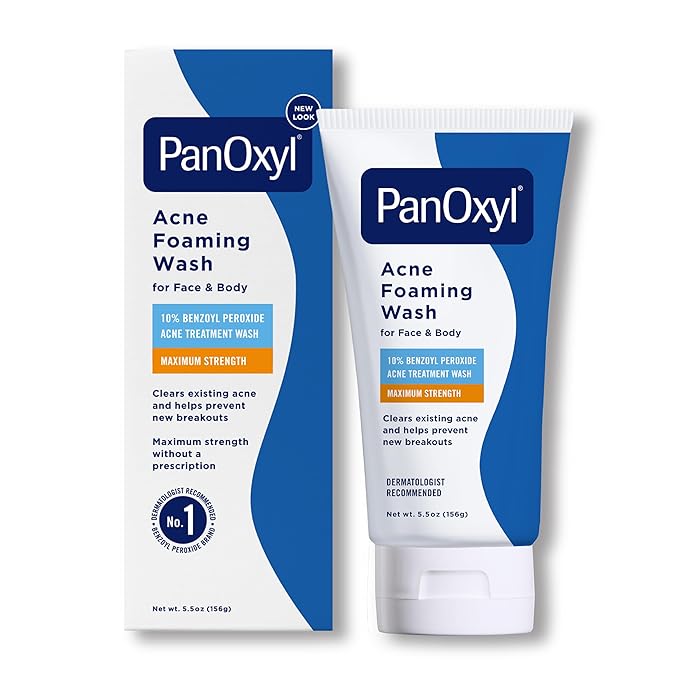 NEW
LOOK
PanOxyl®
Acne
Foaming
Wash
for Face & Body
10% BENZOYL PEROXIDE
ACNE TREATMENT WASH
MAXIMUM STRENGTH
Clears existing acne
and helps prevent
new breakouts
Maximum strength
without a
prescription
DERMATOLOGIST RECOMMENDED
No.1
BENZOYL PEROXIDE BRAND
Net wt. 5.5oz (156g)
PanOxyl®
Acne
Foaming
Wash
for Face & Body
10% BENZOYL PEROXIDE
ACNE TREATMENT WASH
MAXIMUM STRENGTH
Clears existing acne
and helps prevent
new breakouts
DERMATOLOGIST
RECOMMENDED
Net wt. 5.5oz (156g)